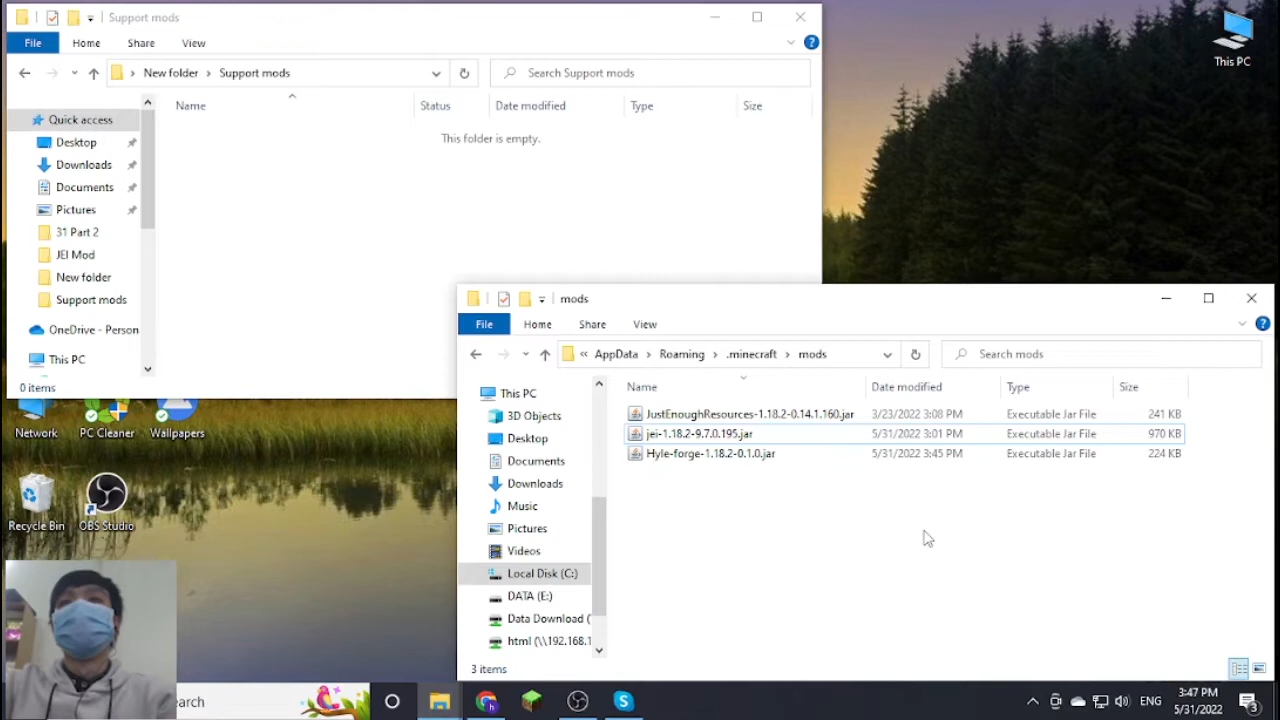 Support mods
File Home Share View
New folder Support mods
Search Support mods
Name Status Date modified Type Size
This folder is empty.
Quick access
Desktop
Downloads
Documents
Pictures
31 Part 2
JEI Mod
New folder
Support mods
OneDrive - Person
This PC
0 items
This PC
Network
PC Cleaner
Wallpapers
Recycle Bin
OBS Studio
mods
File Home Share View
« AppData Roaming .minecraft mods
Search mods
Name Date modified Type Size
JustEnoughResources-1.18.2-0.14.1.160.jar 3/23/2022 3:08 PM Executable Jar File 241 KB
jei-1.18.2-9.7.0.195.jar 5/31/2022 3:01 PM Executable Jar File 970 KB
Hyle-forge-1.18.2-0.1.0.jar 5/31/2022 3:45 PM Executable Jar File 224 KB
This PC
3D Objects
Desktop
Documents
Downloads
Music
Pictures
Videos
Local Disk (C:)
DATA (E:)
Data Download (
html (\\192.168.1
3 items
earch
ENG
3:47 PM
5/31/2022
3